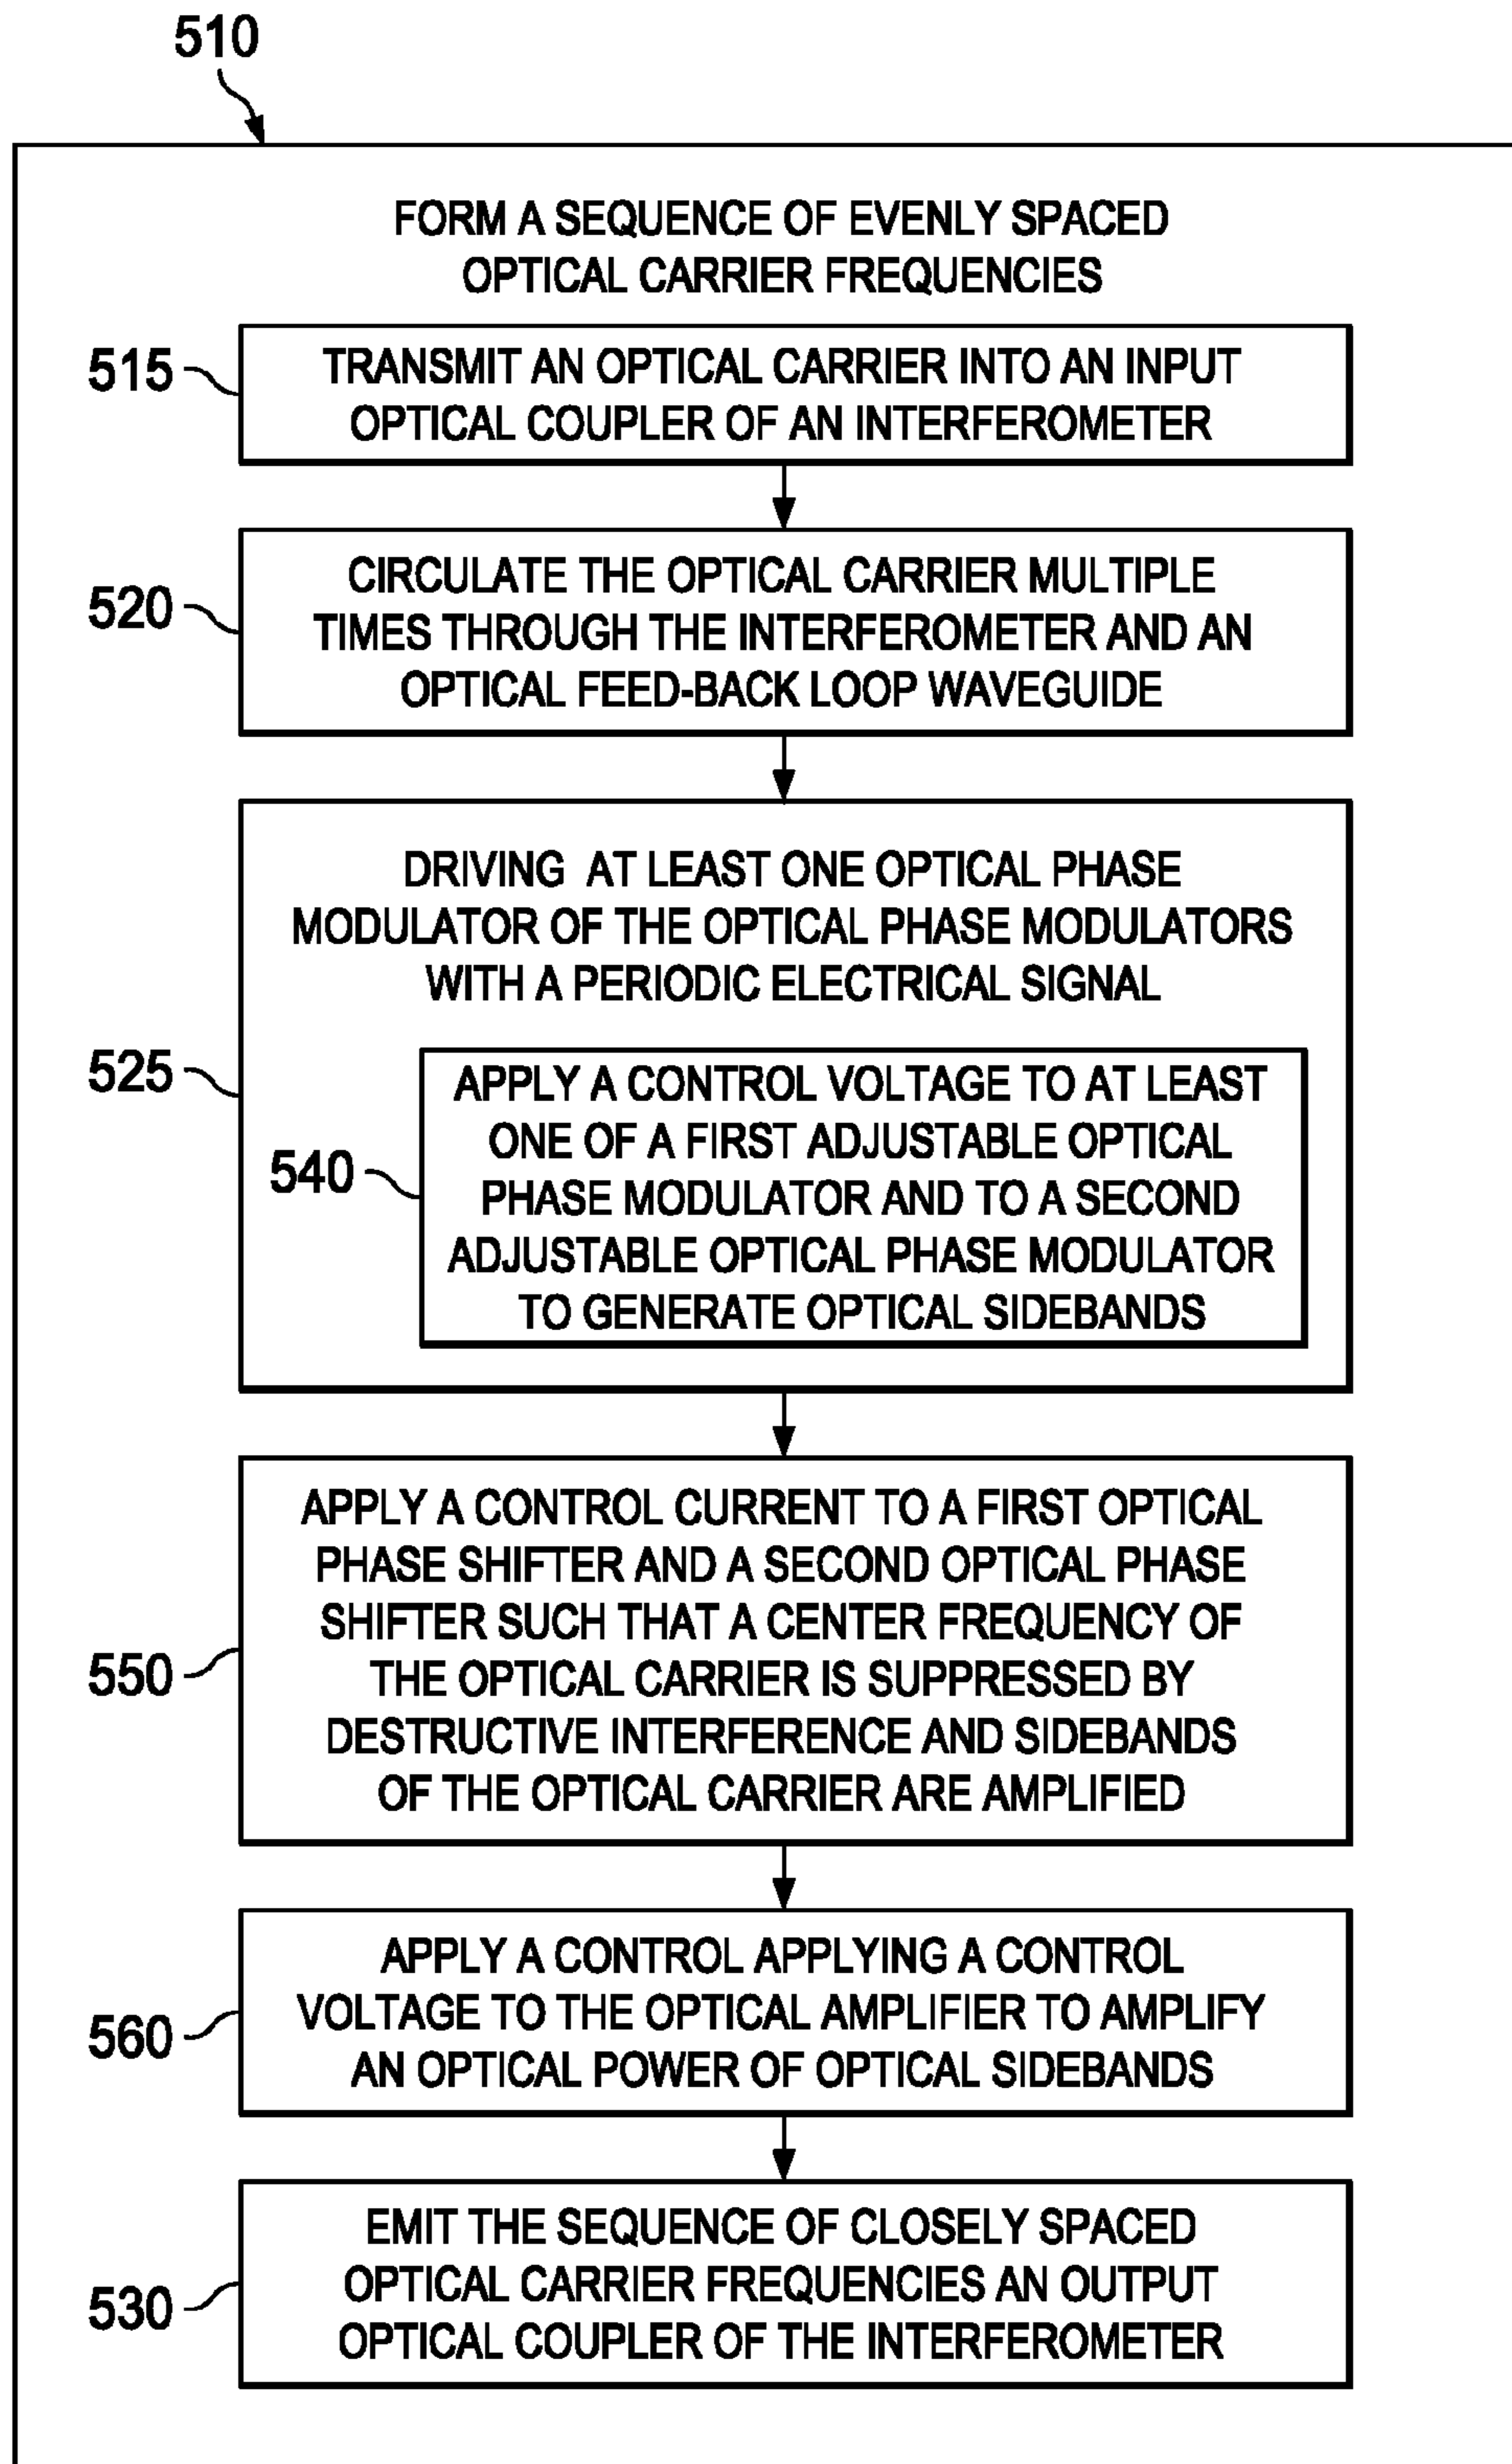 510
FORM A SEQUENCE OF EVENLY SPACED
OPTICAL CARRIER FREQUENCIES
515
TRANSMIT AN OPTICAL CARRIER INTO AN INPUT
OPTICAL COUPLER OF AN INTERFEROMETER
520
CIRCULATE THE OPTICAL CARRIER MULTIPLE
TIMES THROUGH THE INTERFEROMETER AND AN
OPTICAL FEED-BACK LOOP WAVEGUIDE
525
DRIVING AT LEAST ONE OPTICAL PHASE
MODULATOR OF THE OPTICAL PHASE MODULATORS
WITH A PERIODIC ELECTRICAL SIGNAL
540
APPLY A CONTROL VOLTAGE TO AT LEAST
ONE OF A FIRST ADJUSTABLE OPTICAL
PHASE MODULATOR AND TO A SECOND
ADJUSTABLE OPTICAL PHASE MODULATOR
TO GENERATE OPTICAL SIDEBANDS
550
APPLY A CONTROL CURRENT TO A FIRST OPTICAL
PHASE SHIFTER AND A SECOND OPTICAL PHASE
SHIFTER SUCH THAT A CENTER FREQUENCY OF
THE OPTICAL CARRIER IS SUPPRESSED BY
DESTRUCTIVE INTERFERENCE AND SIDEBANDS
OF THE OPTICAL CARRIER ARE AMPLIFIED
560
APPLY A CONTROL APPLYING A CONTROL
VOLTAGE TO THE OPTICAL AMPLIFIER TO AMPLIFY
AN OPTICAL POWER OF OPTICAL SIDEBANDS
530
EMIT THE SEQUENCE OF CLOSELY SPACED
OPTICAL CARRIER FREQUENCIES AN OUTPUT
OPTICAL COUPLER OF THE INTERFEROMETER